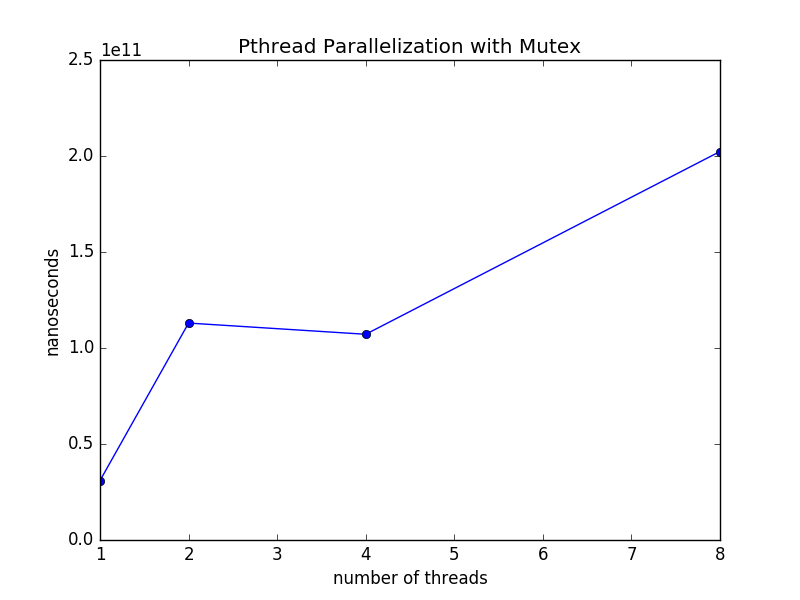 Pthread Parallelization with Mutex
1e11
2.5
2.0
1.5
1.0
0.5
0.0
nanoseconds
1 2 3 4 5 6 7 8
number of threads